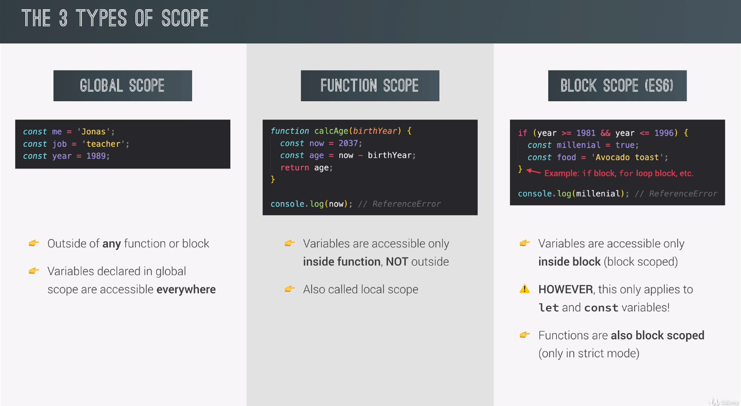 THE 3 TYPES OF SCOPE
GLOBAL SCOPE
const me = 'Jonas';
const job = 'teacher';
const year = 1989;
Outside of any function or block
Variables declared in global
scope are accessible everywhere
FUNCTION SCOPE
function calcAge(birthYear) {
const now = 2037;
const age = now - birthYear;
return age;
}
console.log(now); // ReferenceError
Variables are accessible only
inside function, NOT outside
Also called local scope
BLOCK SCOPE (ES6)
if (year >= 1981 && year <= 1996) {
const millenial = true;
const food = 'Avocado toast';
} Example: if block, for loop block, etc.
console.log(millenial); // ReferenceError
Variables are accessible only
inside block (block scoped)
HOWEVER, this only applies to
let and const variables!
Functions are also block scoped
(only in strict mode)